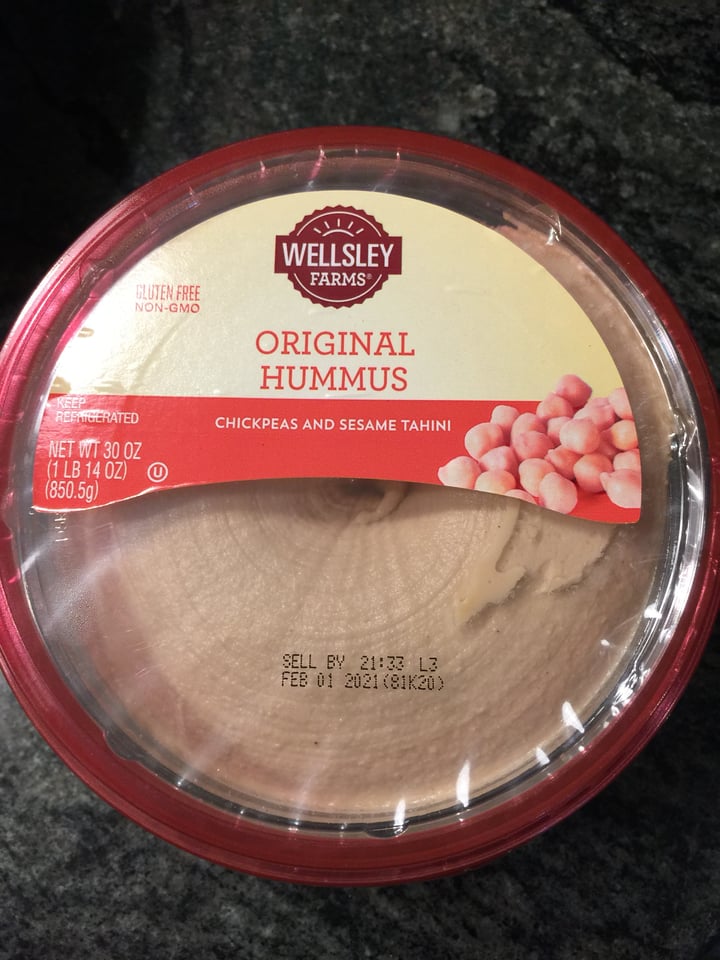 WELLSLEY
FARMS®
GLUTEN FREE
NON-GMO
ORIGINAL
HUMMUS
CHICKPEAS AND SESAME TAHINI
KEEP
REFRIGERATED
NET WT 30 OZ
(1 LB 14 OZ)
(850.5g)
U
SELL BY 21:33 L3
FEB 01 2021(81K20)